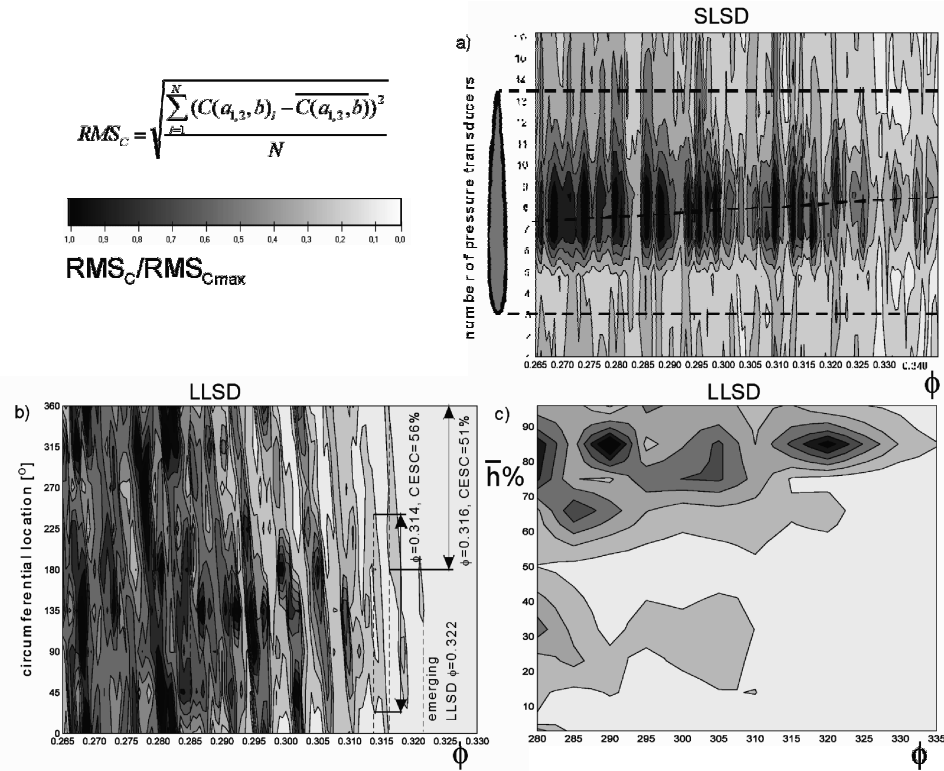 SLSD
a)
RMS_C = \sqrt{\frac{\sum_{i=1}^{N} (C(a_{1,2}, b)_i - \overline{C(a_{1,2}, b)})^2}{N}}
1,0 0,9 0,8 0,7 0,6 0,5 0,4 0,3 0,2 0,1 0,0
RMS_C/RMS_Cmax
number of pressure transducers
16
15
14
13
12
11
10
9
8
7
6
5
4
3
2
0.265 0.270 0.275 0.280 0.285 0.290 0.295 0.300 0.305 0.310 0.315 0.320 0.325 0.330 0.340
ϕ
LLSD
b)
circumferential location [O]
360
315
270
225
180
135
90
45
0
ϕ=0.314, CESC=56%
ϕ=0.316, CESC=51%
emerging
LLSD ϕ=0.322
0.265 0.270 0.275 0.280 0.285 0.290 0.295 0.300 0.305 0.310 0.315 0.320 0.325 0.330
ϕ
LLSD
c)
h̅%
90
80
70
60
50
40
30
20
10
280 285 290 295 300 305 310 315 320 325 330 335
ϕ